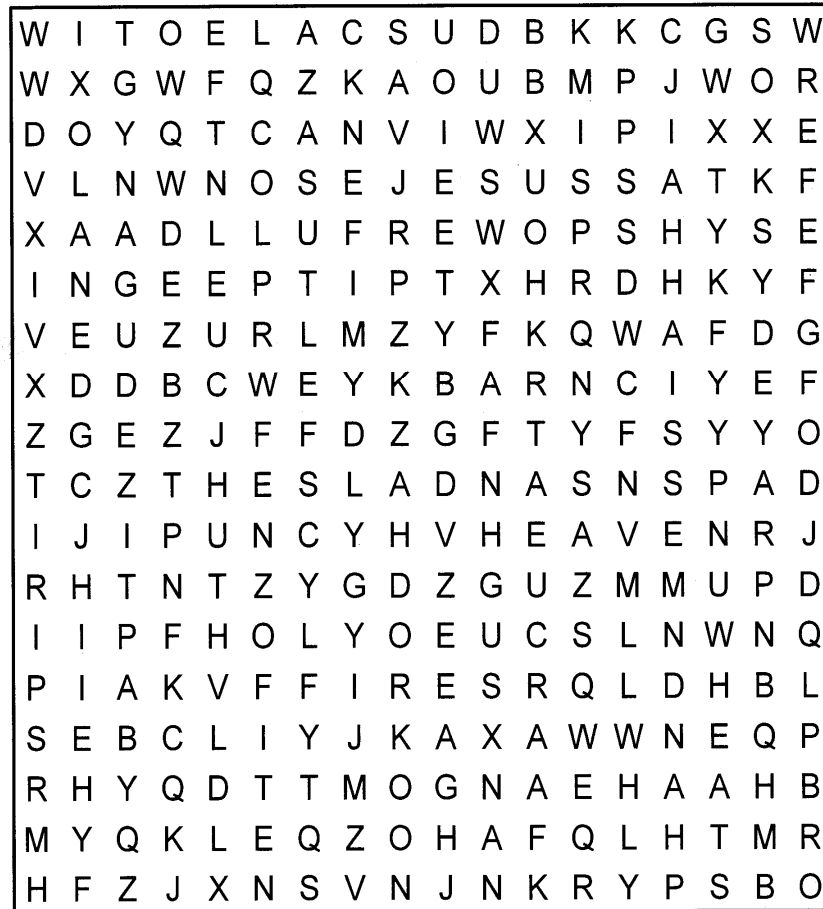 W I T O E L A C S U D B K K C G S W
W X G W F Q Z K A O U B M P J W O R
D O Y Q T C A N V I W X I P I X X E
V L N W N O S E J E S U S S A T K F
X A A D L L U F R E W O P S H Y S E
I N G E E P T I P T X H R D H K Y F
V E U Z U R L M Z Y F K Q W A F D G
X D D B C W E Y K B A R N C I Y E F
Z G E Z J F F D Z G F T Y F S Y Y O
T C Z T H E S L A D N A S N S P A D
I J I P U N C Y H V H E A V E N R J
R H T N T Z Y G D Z G U Z M M U P D
I I P F H O L Y O E U C S L N W N Q
P I A K V F F I R E S R Q L D H B L
S E B C L I Y J K A X A W W N E Q P
R H Y Q D T T M O G N A E H A A H B
M Y Q K L E Q Z O H A F Q L H T M R
H F Z J X N S V N J N K R Y P S B O